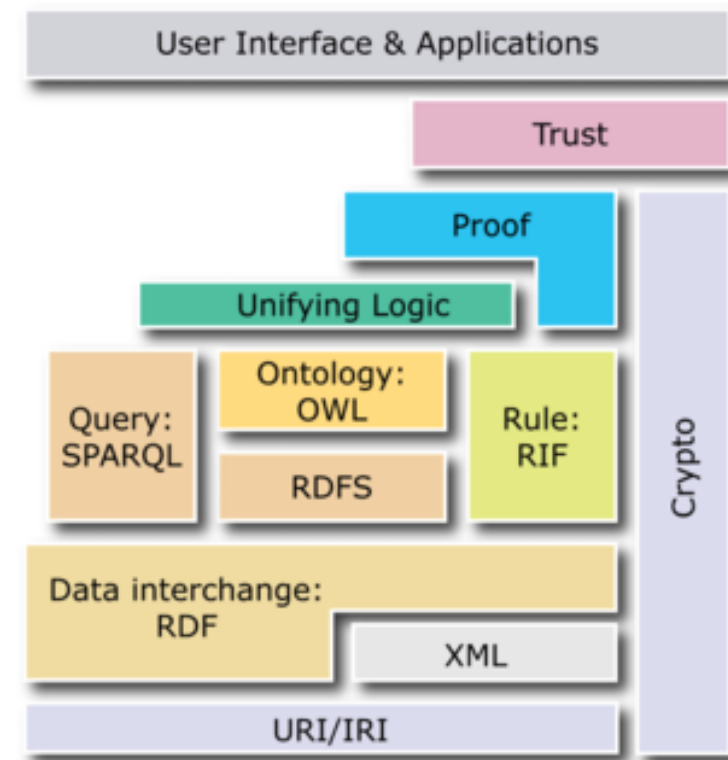 User Interface & Applications
Trust
Proof
Unifying Logic
Query:
SPARQL
Ontology:
OWL
RDFS
Rule:
RIF
Crypto
Data interchange:
RDF
XML
URI/IRI